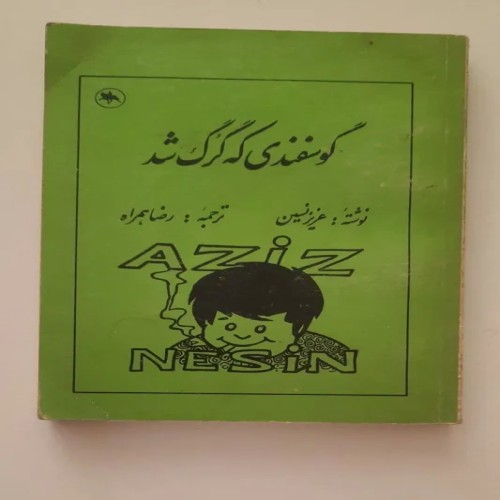 گوسفندی که گرگ شد
نوشتهٔ : عزیز نسین ترجمهٔ : رضا همراه
AZiZ
NESiN